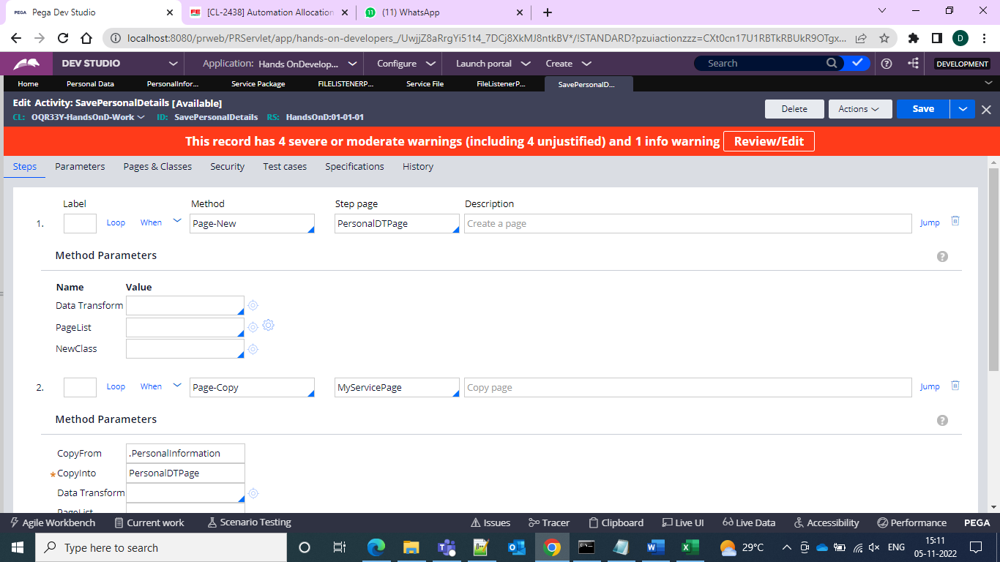 PEGA Pega Dev Studio
[CL-2438] Automation Allocation
(11) WhatsApp
localhost:8080/prweb/PRServlet/app/hands-on-developers_/UwjjZ8aRrgYi51t4_7DCj8XkMJ8ntkBV*/!STANDARD?pzuiactionzzz=CXt0cn17U1RBTkRBUkR9OTgx...
D
DEV STUDIO
Application: Hands OnDevelop...
Configure
Launch portal
Create
Search
DEVELOPMENT
Home
Personal Data
PersonalInfor...
Service Package
FILELISTENERP...
Service File
FileListenerP...
SavePersonalD...
Edit Activity: SavePersonalDetails [Available]
CL: OQR33Y-HandsOnD-Work ID: SavePersonalDetails RS: HandsOnD:01-01-01
Delete
Actions
Save
This record has 4 severe or moderate warnings (including 4 unjustified) and 1 info warning Review/Edit
Steps
Parameters
Pages & Classes
Security
Test cases
Specifications
History
Label Method Step page Description
1. Loop When Page-New PersonalDTPage Create a page Jump
Method Parameters
Name Value
Data Transform
PageList
NewClass
2. Loop When Page-Copy MyServicePage Copy page Jump
Method Parameters
CopyFrom .PersonalInformation
* CopyInto PersonalDTPage
Data Transform
PageList
Agile Workbench
Current work
Scenario Testing
Issues
Tracer
Clipboard
Live UI
Live Data
Accessibility
Performance
PEGA
Type here to search
29°C
ENG
15:11
05-11-2022